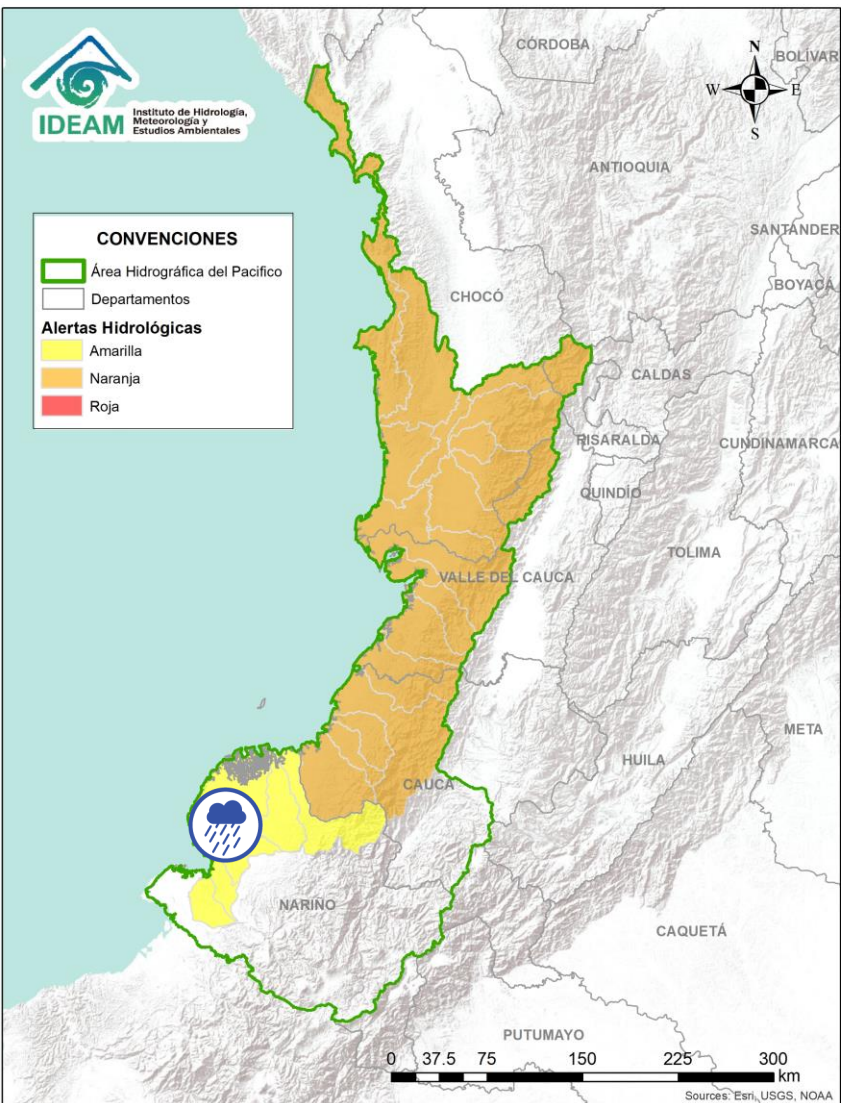 IDEAM
Instituto de Hidrología,
Meteorología y
Estudios Ambientales
N
W
E
S
CONVENCIONES
Área Hidrográfica del Pacifico
Departamentos
Alertas Hidrológicas
Amarilla
Naranja
Roja
CÓRDOBA
BOLÍVAR
ANTIOQUIA
SANTANDER
BOYACÁ
CHOCÓ
CALDAS
RISARALDA
CUNDINAMARCA
QUINDÍO
TOLIMA
VALLE DEL CAUCA
META
HUILA
CAUCA
NARIÑO
CAQUETÁ
PUTUMAYO
0 37.5 75 150 225 300
km
Sources: Esri, USGS, NOAA